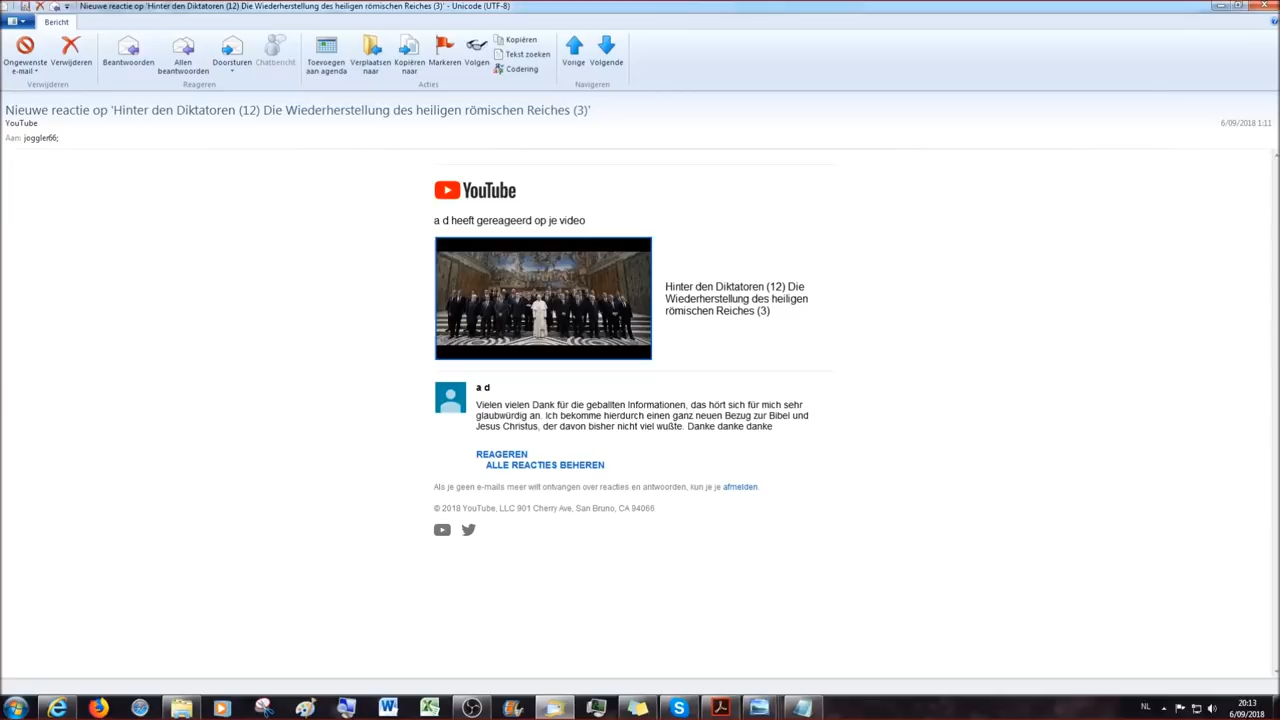 Nieuwe reactie op 'Hinter den Diktatoren (12) Die Wiederherstellung des heiligen römischen Reiches (3)' - Unicode (UTF-8)
Bericht
Ongewenste e-mail
Verwijderen
Beantwoorden
Allen beantwoorden
Doorsturen
Chatbericht
Toevoegen aan agenda
Verplaatsen naar
Kopiëren naar
Markeren
Volgen
Kopiëren
Tekst zoeken
Codering
Vorige
Volgende
Verwijderen
Reageren
Acties
Navigeren
Nieuwe reactie op 'Hinter den Diktatoren (12) Die Wiederherstellung des heiligen römischen Reiches (3)'
YouTube
6/09/2018 1:11
Aan: joggler66;
YouTube
a d heeft gereageerd op je video
Hinter den Diktatoren (12) Die
Wiederherstellung des heiligen
römischen Reiches (3)
a d
Vielen vielen Dank für die geballten Informationen, das hört sich für mich sehr
glaubwürdig an. Ich bekomme hierdurch einen ganz neuen Bezug zur Bibel und
Jesus Christus, der davon bisher nicht viel wußte. Danke danke danke
REAGEREN
ALLE REACTIES BEHEREN
Als je geen e-mails meer wilt ontvangen over reacties en antwoorden, kun je je afmelden.
© 2018 YouTube, LLC 901 Cherry Ave, San Bruno, CA 94066
NL
20:13
6/09/2018